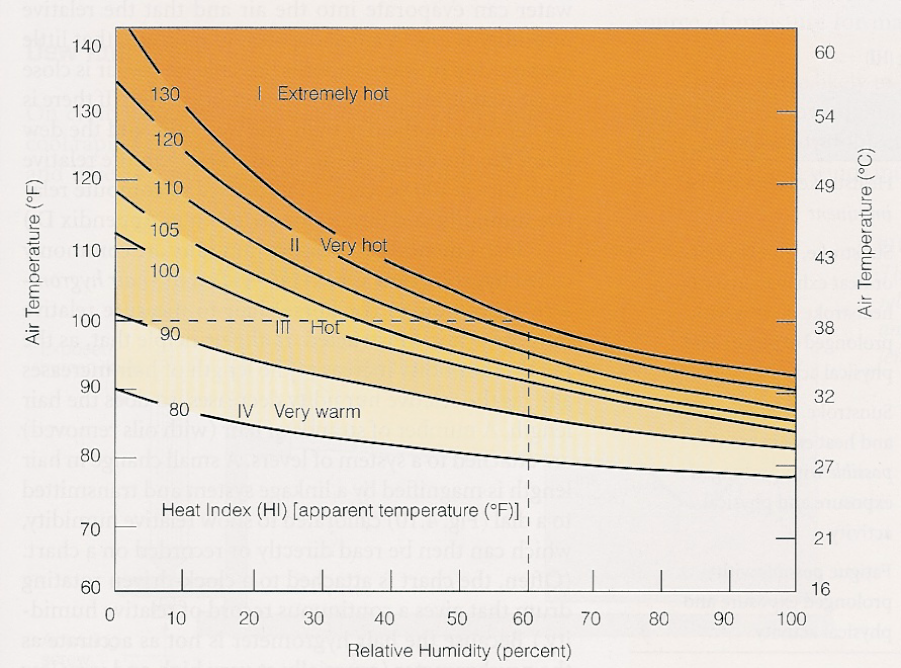 140
130
120
110
100
90
80
70
60
Air Temperature (°F)
130
120
110
105
100
90
80
I Extremely hot
II Very hot
III Hot
IV Very warm
Heat Index (HI) [apparent temperature (°F)]
60
54
49
43
38
32
27
21
16
Air Temperature (°C)
0 10 20 30 40 50 60 70 80 90 100
Relative Humidity (percent)